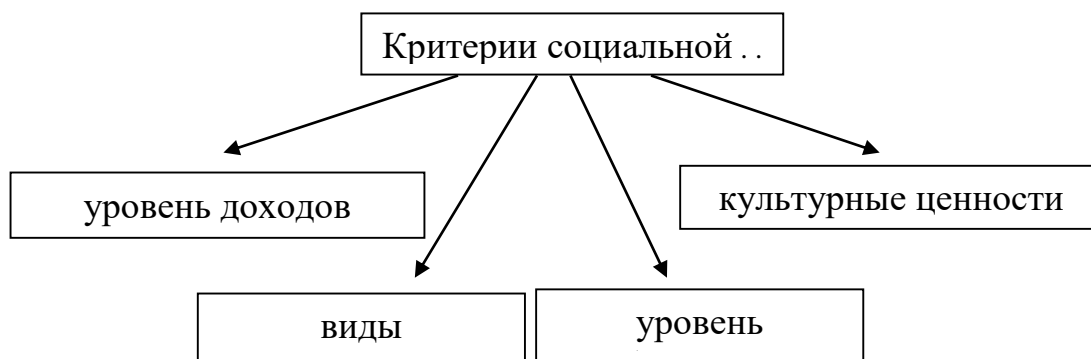 Критерии социальной . .
уровень доходов
культурные ценности
виды
уровень